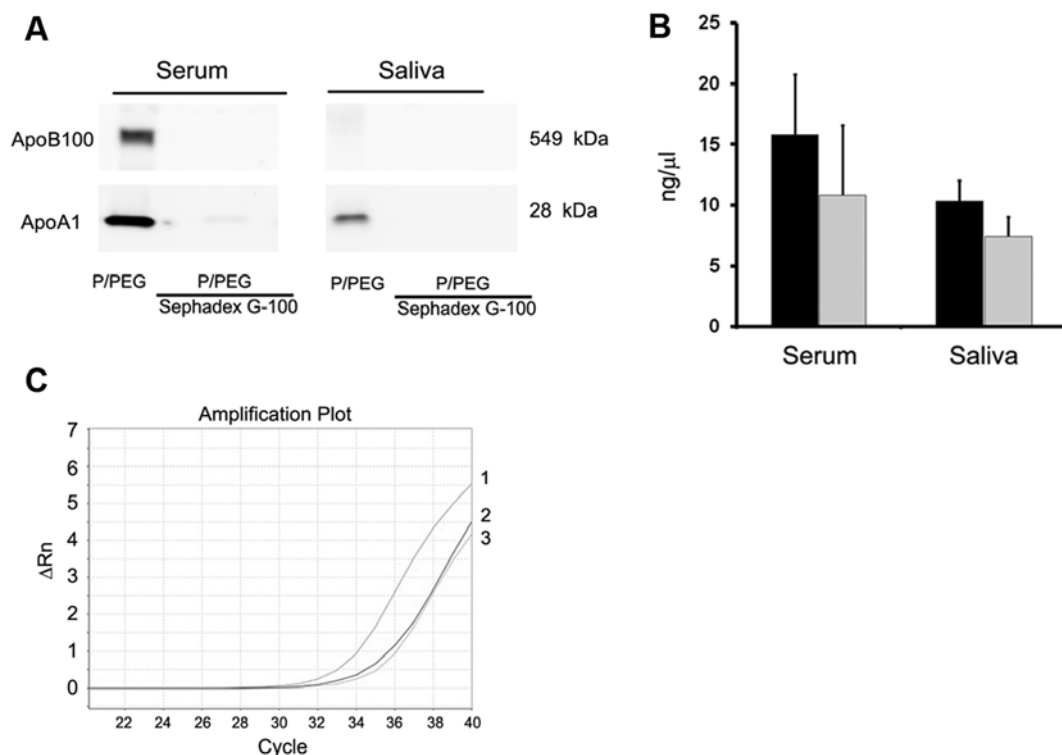 A
Serum
Saliva
ApoB100
549 kDa
ApoA1
28 kDa
P/PEG
P/PEG
P/PEG
P/PEG
Sephadex G-100
Sephadex G-100
B
25
20
15
10
5
0
ng/µl
Serum
Saliva
C
Amplification Plot
7
6
5
4
3
2
1
0
ΔRn
1
2
3
22 24 26 28 30 32 34 36 38 40
Cycle